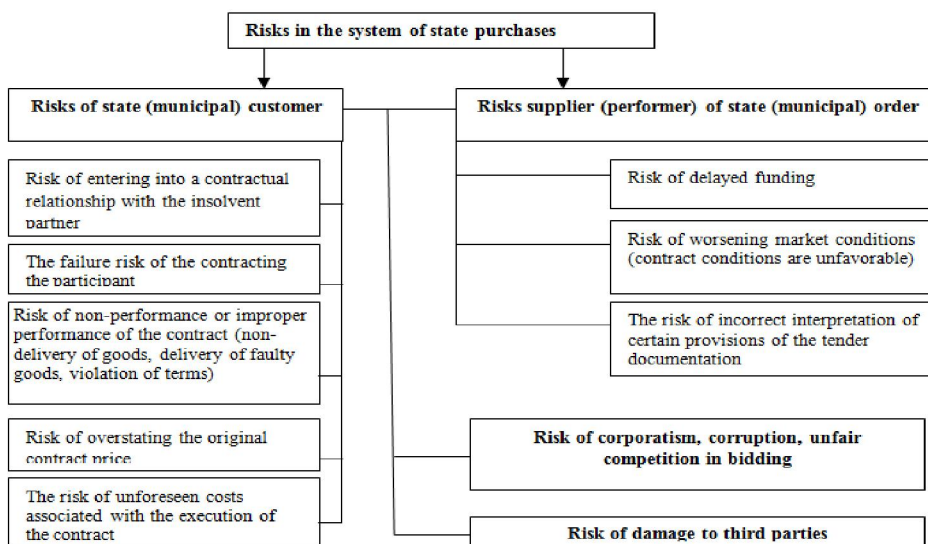 Risks in the system of state purchases
Risks of state (municipal) customer
Risks supplier (performer) of state (municipal) order
Risk of entering into a contractual
relationship with the insolvent
partner
The failure risk of the contracting
the participant
Risk of non-performance or improper
performance of the contract (non-
delivery of goods, delivery of faulty
goods, violation of terms)
Risk of overstating the original
contract price
The risk of unforeseen costs
associated with the execution of
the contract
Risk of delayed funding
Risk of worsening market conditions
(contract conditions are unfavorable)
The risk of incorrect interpretation of
certain provisions of the tender
documentation
Risk of corporatism, corruption, unfair
competition in bidding
Risk of damage to third parties